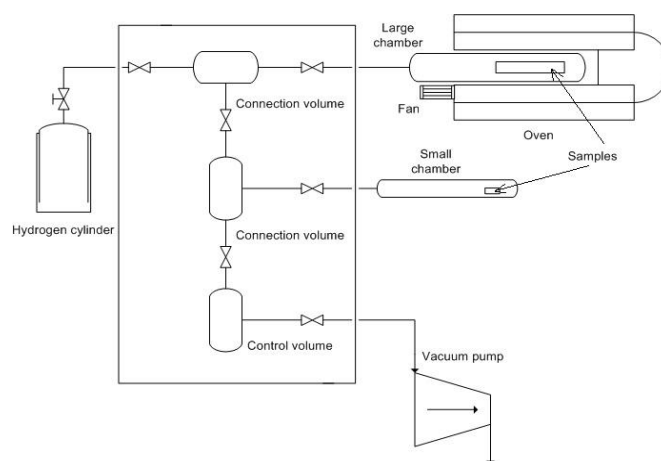 Large
chamber
Connection volume
Fan
Oven
Small
chamber
Samples
Hydrogen cylinder
Connection volume
Control volume
Vacuum pump